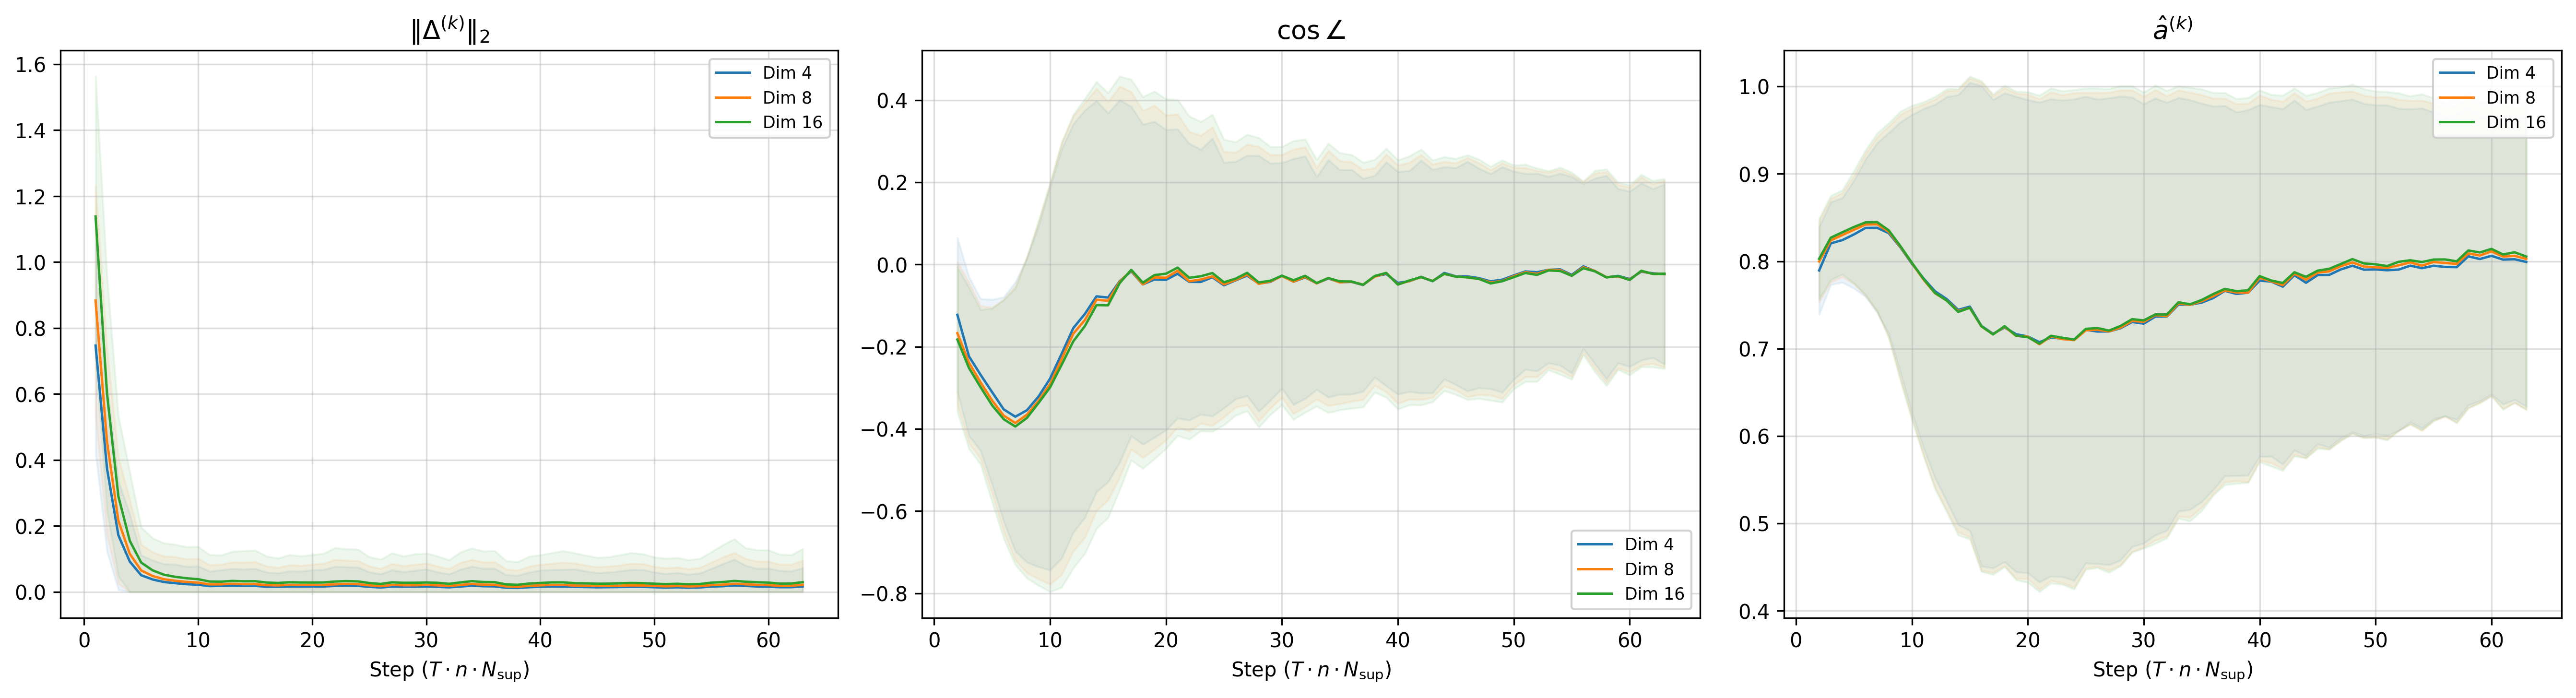 ‖Δ^(k)‖₂
1.6
1.4
1.2
1.0
0.8
0.6
0.4
0.2
0.0
Dim 4
Dim 8
Dim 16
0 10 20 30 40 50 60
Step (T · n · N_sup)
cos ∠
0.4
0.2
0.0
−0.2
−0.4
−0.6
−0.8
Dim 4
Dim 8
Dim 16
0 10 20 30 40 50 60
Step (T · n · N_sup)
â^(k)
1.0
0.9
0.8
0.7
0.6
0.5
0.4
Dim 4
Dim 8
Dim 16
0 10 20 30 40 50 60
Step (T · n · N_sup)